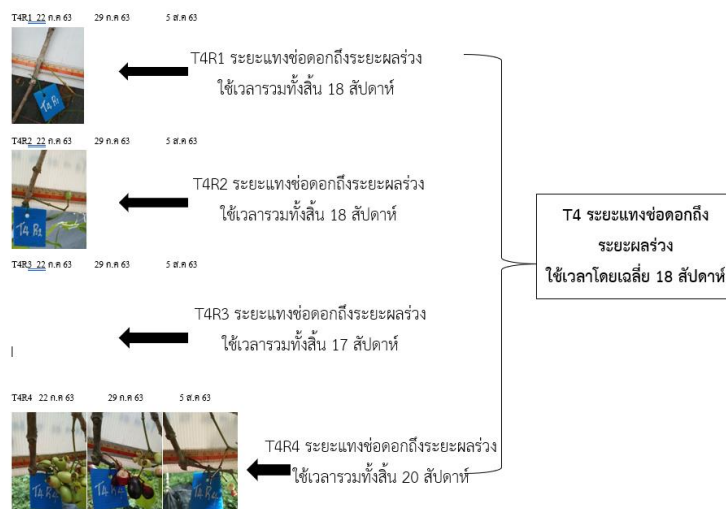 T4R1 22 ก.ค 63 29 ก.ค 63 5 ส.ค 63
T4R1
T4R1 ระยะแทงช่อดอกถึงระยะผลร่วง
ใช้เวลารวมทั้งสิ้น 18 สัปดาห์
T4R2 22 ก.ค 63 29 ก.ค 63 5 ส.ค 63
T4 R2
T4R2 ระยะแทงช่อดอกถึงระยะผลร่วง
ใช้เวลารวมทั้งสิ้น 18 สัปดาห์
T4R3 22 ก.ค 63 29 ก.ค 63 5 ส.ค 63
T4R3 ระยะแทงช่อดอกถึงระยะผลร่วง
ใช้เวลารวมทั้งสิ้น 17 สัปดาห์
T4R4 22 ก.ค 63 29 ก.ค 63 5 ส.ค 63
T4 R4 T4 R4 T4 R4
T4R4 ระยะแทงช่อดอกถึงระยะผลร่วง
ใช้เวลารวมทั้งสิ้น 20 สัปดาห์
T4 ระยะแทงช่อดอกถึง
ระยะผลร่วง
ใช้เวลาโดยเฉลี่ย 18 สัปดาห์